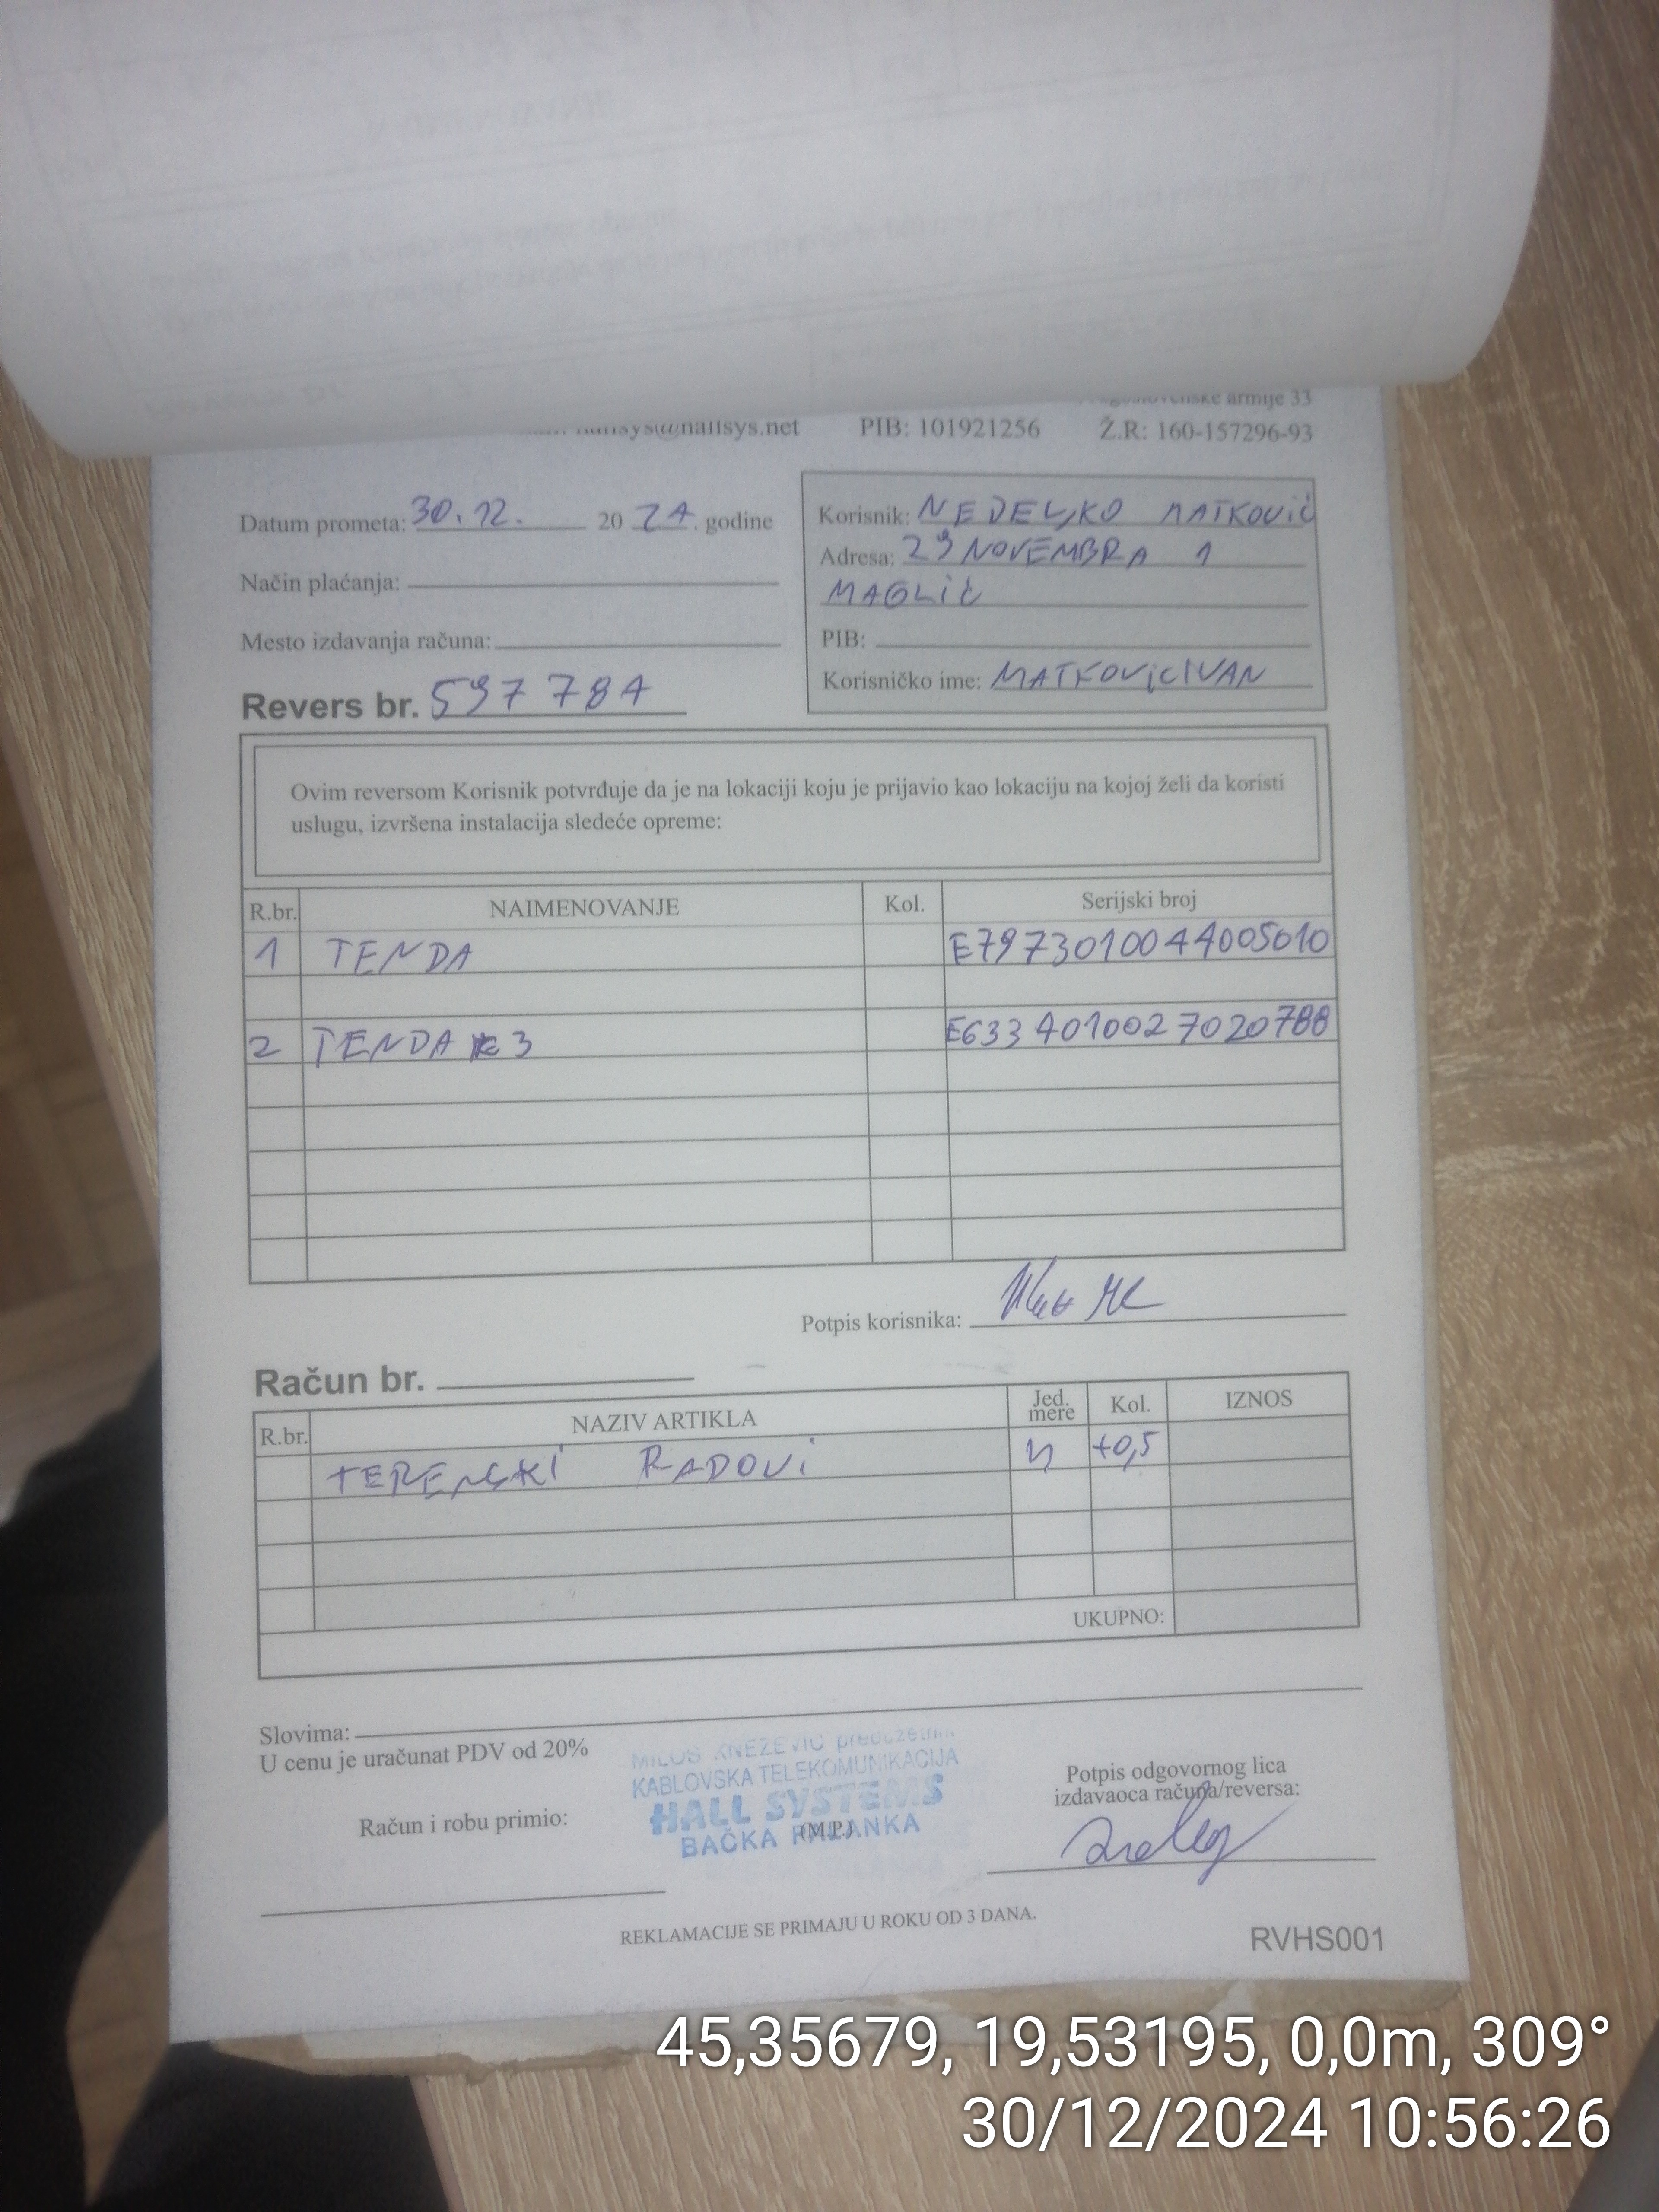 armije 33
PIB: 101921256 Ž.R: 160-157296-93
Datum prometa: 30.12. 2024. godine
Način plaćanja:
Mesto izdavanja računa:
Revers br. 597784
Korisnik: NEDELJKO MATKOVIĆ
Adresa: 29 NOVEMBRA 1
MAGLIĆ
PIB:
Korisničko ime: MATKOVICIVAN
Ovim reversom Korisnik potvrđuje da je na lokaciji koju je prijavio kao lokaciju na kojoj želi da koristi
uslugu, izvršena instalacija sledeće opreme:
R.br. NAIMENOVANJE Kol. Serijski broj
1 TENDA E7973010044005010
2 TENDA 3 E6334010027020788
Potpis korisnika:
Račun br.
R.br. NAZIV ARTIKLA Jed. mere Kol. IZNOS
TERENSKI RADOVI h +0,5
UKUPNO:
Slovima:
U cenu je uračunat PDV od 20%
Račun i robu primio:
MILOŠ KNEŽEVIĆ preduzetnik
KABLOVSKA TELEKOMUNIKACIJA
HALL SYSTEMS
BAČKA PALANKA
(M.P.)
Potpis odgovornog lica
izdavaoca računa/reversa:
REKLAMACIJE SE PRIMAJU U ROKU OD 3 DANA.
RVHS001
45,35679, 19,53195, 0,0m, 309°
30/12/2024 10:56:26